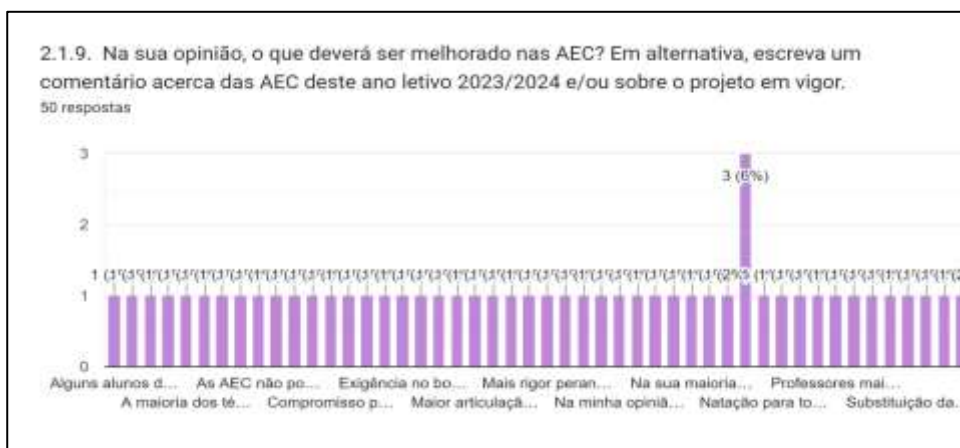 2.1.9. Na sua opinião, o que deverá ser melhorado nas AEC? Em alternativa, escreva um
comentário acerca das AEC deste ano letivo 2023/2024 e/ou sobre o projeto em vigor.
50 respostas
3
3 (6%)
2
1
0
Alguns alunos d... As AEC não po... Exigência no bo... Mais rigor peran... Na sua maioria... Professores mai...
A maioria dos té... Compromisso p... Maior articulaçã... Na minha opiniã... Natação para to... Substituição da...